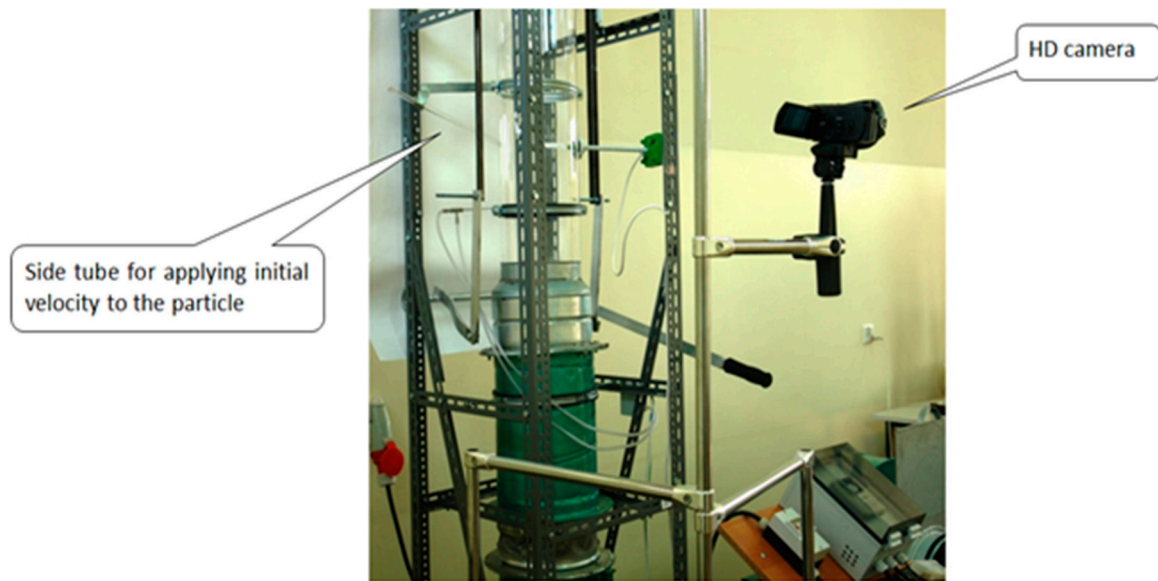 HD camera
Side tube for applying initial
velocity to the particle